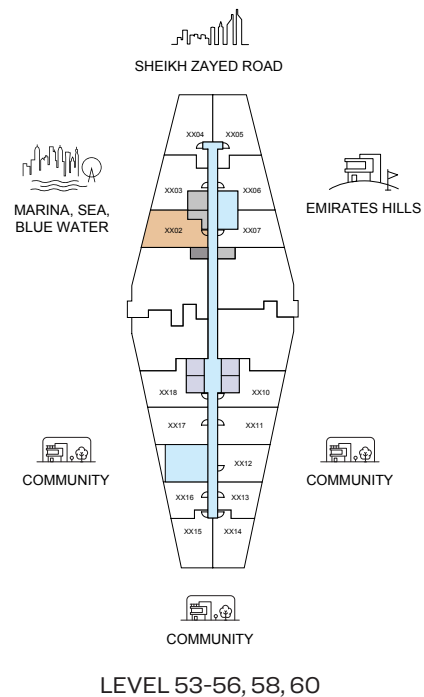 SHEIKH ZAYED ROAD
XX04
XX05
MARINA, SEA,
BLUE WATER
XX03
XX06
EMIRATES HILLS
XX02
XX07
XX18
XX10
XX17
XX11
COMMUNITY
XX12
COMMUNITY
XX16
XX13
XX15
XX14
COMMUNITY
LEVEL 53-56, 58, 60